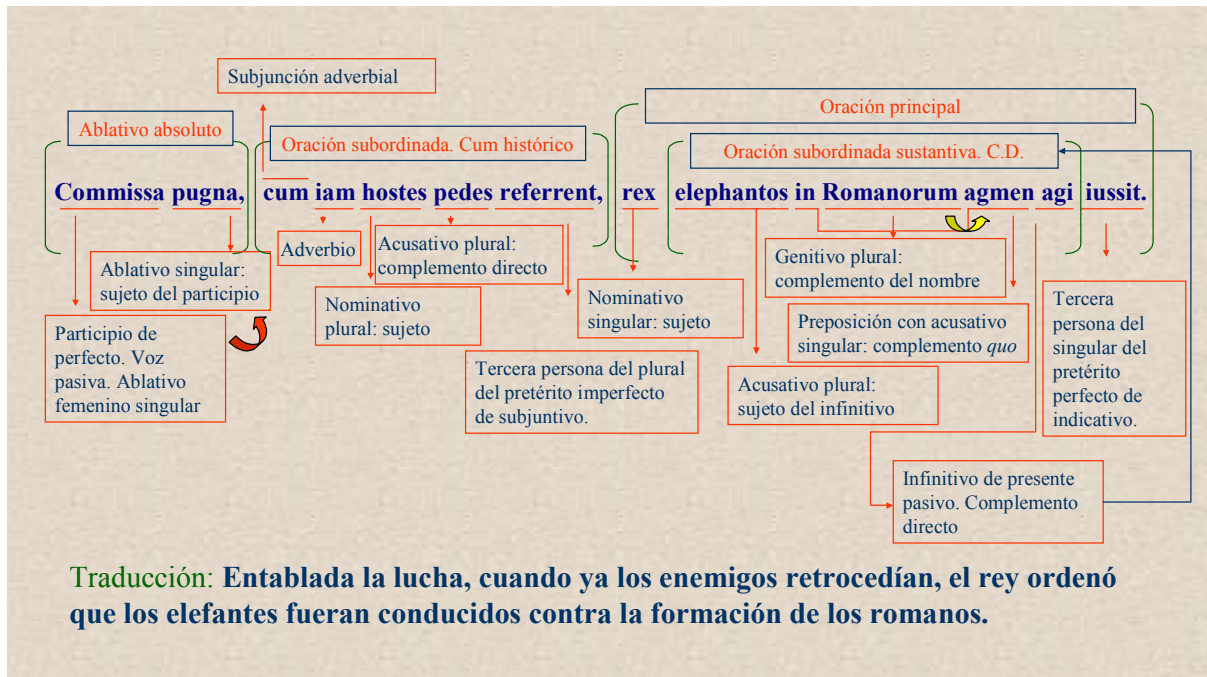 Subjunción adverbial
Oración principal
Ablativo absoluto
Oración subordinada. Cum histórico
Oración subordinada sustantiva. C.D.
Commissa pugna, cum iam hostes pedes referrent, rex elephantos in Romanorum agmen agi iussit.
Adverbio
Acusativo plural:
complemento directo
Genitivo plural:
complemento del nombre
Ablativo singular:
sujeto del participio
Nominativo
plural: sujeto
Nominativo
singular: sujeto
Tercera
persona del
singular del
pretérito
perfecto de
indicativo.
Preposición con acusativo
singular: complemento quo
Participio de
perfecto. Voz
pasiva. Ablativo
femenino singular
Tercera persona del plural
del pretérito imperfecto
de subjuntivo.
Acusativo plural:
sujeto del infinitivo
Infinitivo de presente
pasivo. Complemento
directo
Traducción: Entablada la lucha, cuando ya los enemigos retrocedían, el rey ordenó
que los elefantes fueran conducidos contra la formación de los romanos.